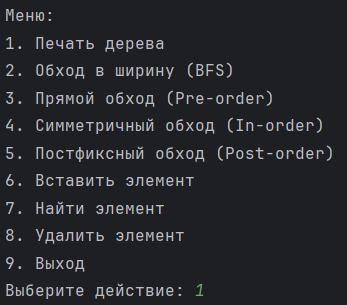 Меню:
1. Печать дерева
2. Обход в ширину (BFS)
3. Прямой обход (Pre-order)
4. Симметричный обход (In-order)
5. Постфиксный обход (Post-order)
6. Вставить элемент
7. Найти элемент
8. Удалить элемент
9. Выход
Выберите действие: 1